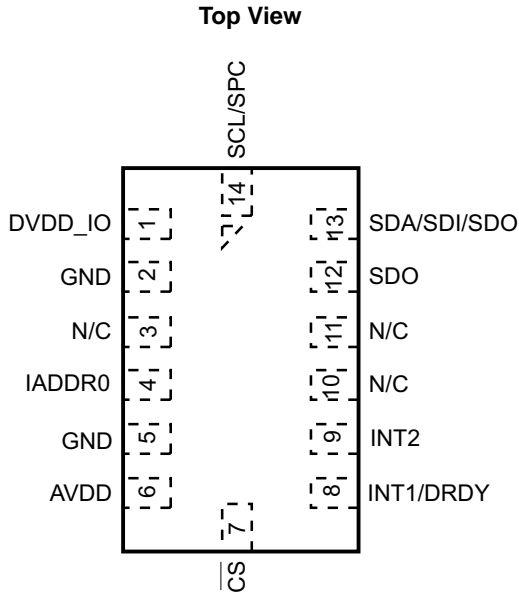 Top View
SCL/SPC
14
DVDD_IO 1 13 SDA/SDI/SDO
GND 2 12 SDO
N/C 3 11 N/C
IADDR0 4 10 N/C
GND 5 9 INT2
AVDD 6 8 INT1/DRDY
7
C̅S̅